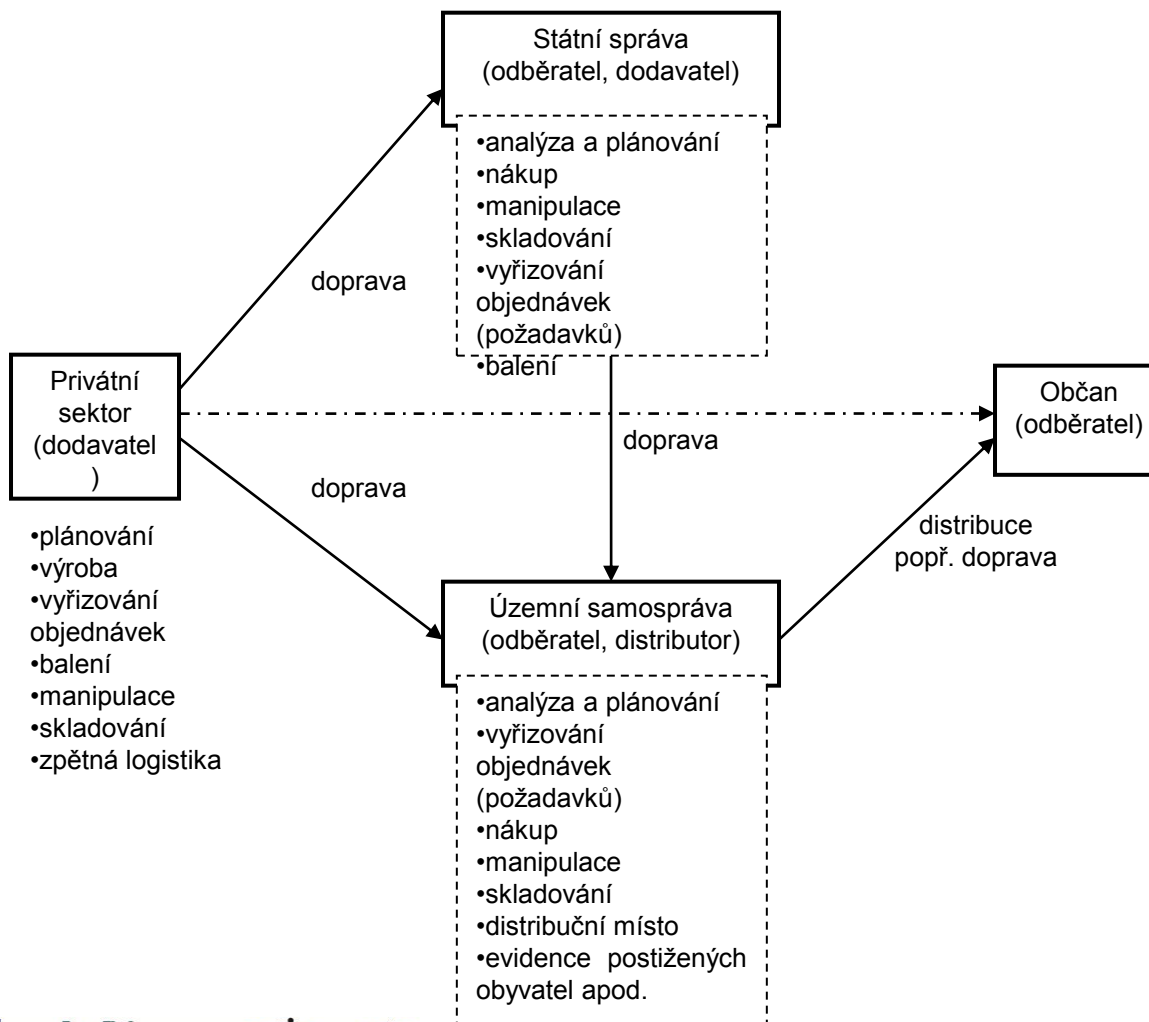 Státní správa
(odběratel, dodavatel)
•analýza a plánování
•nákup
•manipulace
•skladování
•vyřizování
objednávek
(požadavků)
•balení
doprava
Privátní
sektor
(dodavatel
)
Občan
(odběratel)
doprava
doprava
•plánování
•výroba
•vyřizování
objednávek
•balení
•manipulace
•skladování
•zpětná logistika
distribuce
popř. doprava
Územní samospráva
(odběratel, distributor)
•analýza a plánování
•vyřizování
objednávek
(požadavků)
•nákup
•manipulace
•skladování
•distribuční místo
•evidence postižených
obyvatel apod.